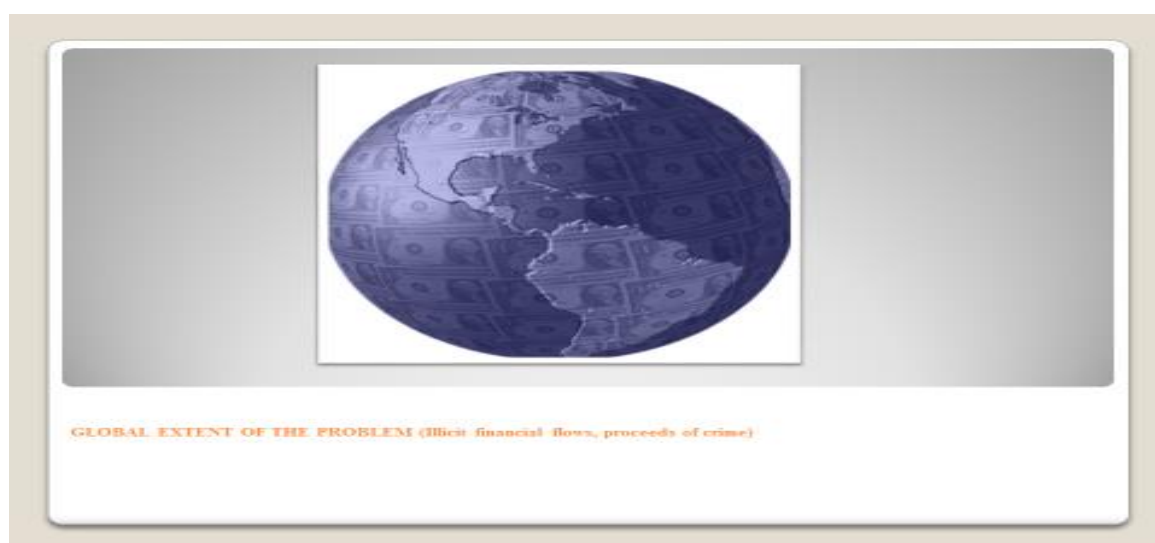 GLOBAL EXTENT OF THE PROBLEM (Illicit financial flows, proceeds of crime)